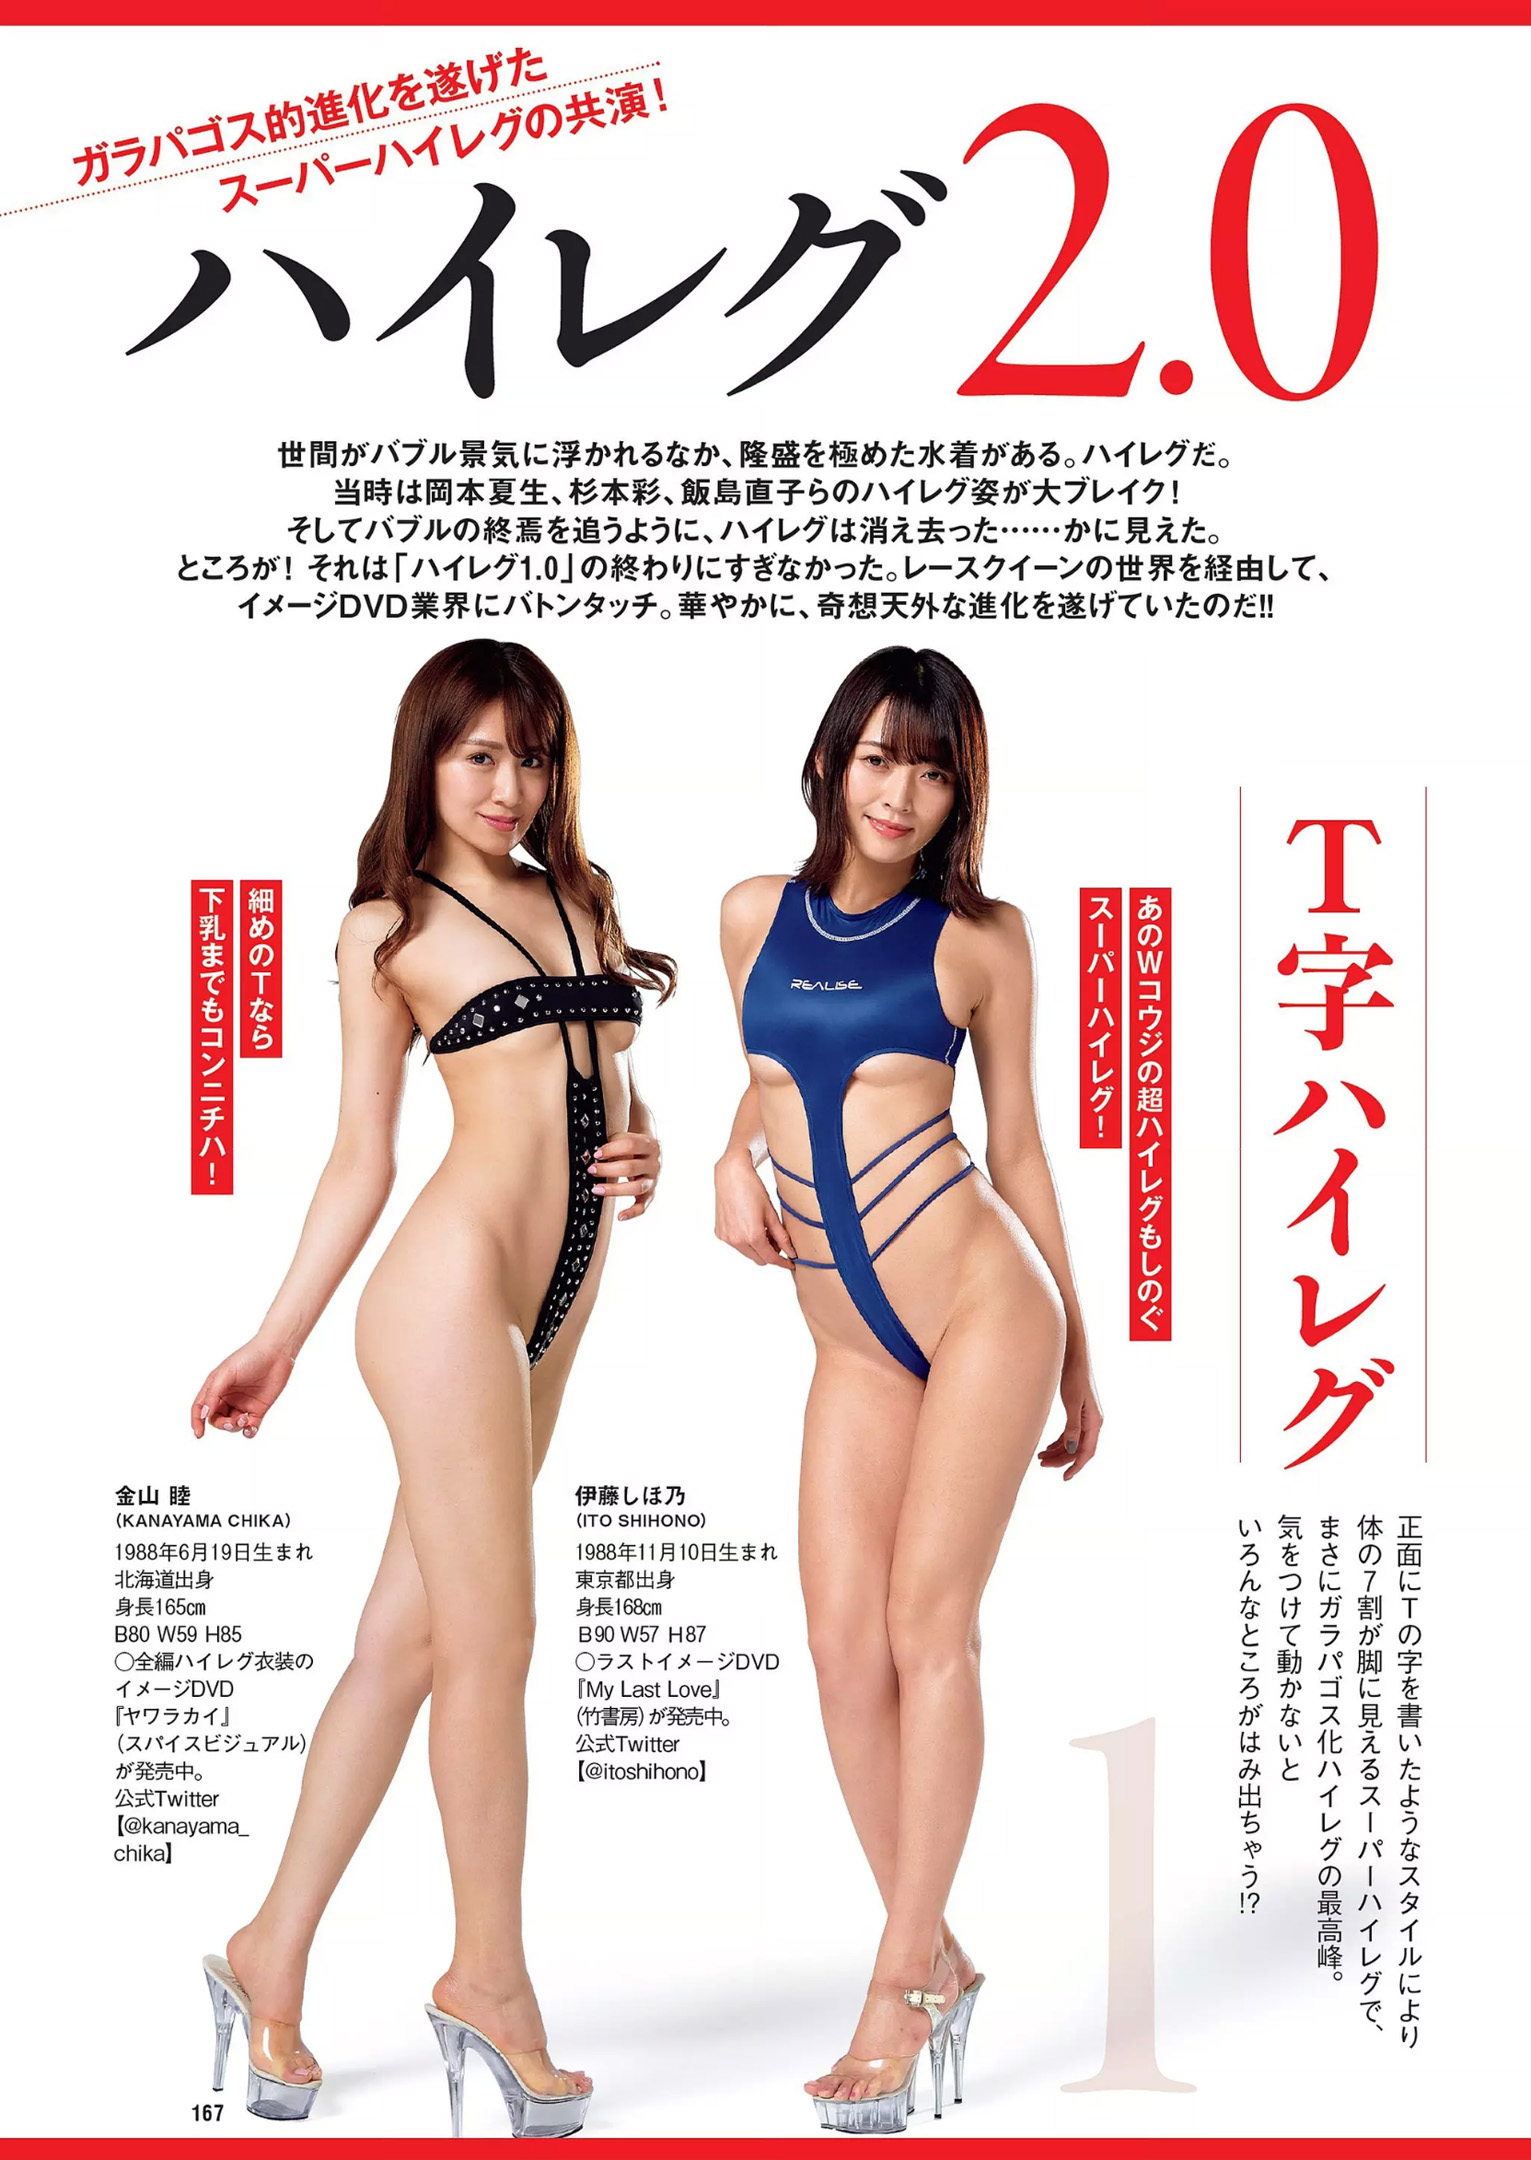 ガラパゴス的進化を遂げた
スーパーハイレグの共演！
ハイレグ2.0
世間がバブル景気に浮かれるなか、隆盛を極めた水着がある。ハイレグだ。
当時は岡本夏生、杉本彩、飯島直子らのハイレグ姿が大ブレイク！
そしてバブルの終焉を追うように、ハイレグは消え去った……かに見えた。
ところが！ それは「ハイレグ1.0」の終わりにすぎなかった。レースクイーンの世界を経由して、
イメージDVD業界にバトンタッチ。華やかに、奇想天外な進化を遂げていたのだ!!
T字ハイレグ
あのWコウジの超ハイレグもしのぐ
スーパーハイレグ！
REALISE
細めのTなら
下乳までもコンニチハ！
正面にTの字を書いたようなスタイルにより
体の7割が脚に見えるスーパーハイレグで、
まさにガラパゴス化ハイレグの最高峰。
気をつけて動かないと
いろんなところがはみ出ちゃう!?
1
金山 睦
(KANAYAMA CHIKA)
1988年6月19日生まれ
北海道出身
身長165㎝
B80 W59 H85
○全編ハイレグ衣装の
イメージDVD
『ヤワラカイ』
(スパイスビジュアル)
が発売中。
公式Twitter
【@kanayama_
chika】
伊藤しほ乃
(ITO SHIHONO)
1988年11月10日生まれ
東京都出身
身長168㎝
B90 W57 H87
○ラストイメージDVD
『My Last Love』
(竹書房)が発売中。
公式Twitter
【@itoshihono】
167